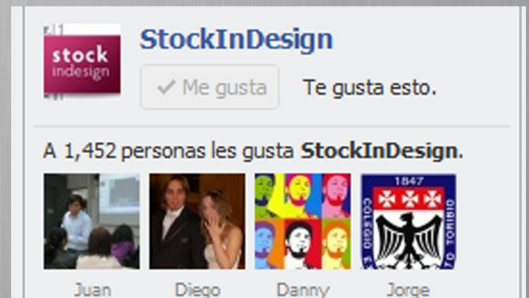 stock
indesign
StockInDesign
Me gusta
Te gusta esto.
A 1,452 personas les gusta StockInDesign.
1847
Juan
Diego
Danny
Jorge